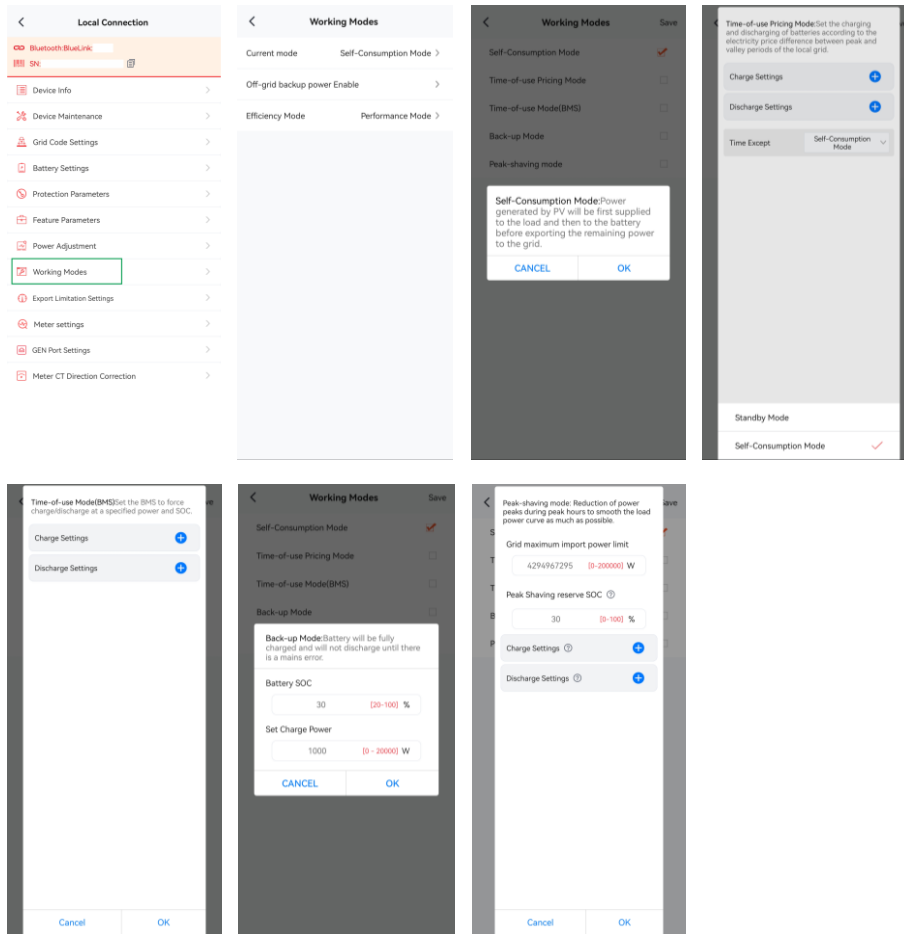 Local Connection
Bluetooth:BlueLink:
SN:
Device Info
Device Maintenance
Grid Code Settings
Battery Settings
Protection Parameters
Feature Parameters
Power Adjustment
Working Modes
Export Limitation Settings
Meter settings
GEN Port Settings
Meter CT Direction Correction
Working Modes
Current mode Self-Consumption Mode
Off-grid backup power Enable
Efficiency Mode Performance Mode
Working Modes Save
Self-Consumption Mode
Time-of-use Pricing Mode
Time-of-use Mode(BMS)
Back-up Mode
Peak-shaving mode
Self-Consumption Mode:Power
generated by PV will be first supplied
to the load and then to the battery
before exporting the remaining power
to the grid.
CANCEL OK
Time-of-use Pricing Mode:Set the charging
and discharging of batteries according to the
electricity price difference between peak and
valley periods of the local grid.
Charge Settings
Discharge Settings
Time Except Self-Consumption
Mode
Standby Mode
Self-Consumption Mode
Time-of-use Mode(BMS)Set the BMS to force
charge/discharge at a specified power and SOC.
Charge Settings
Discharge Settings
Cancel OK
Working Modes Save
Self-Consumption Mode
Time-of-use Pricing Mode
Time-of-use Mode(BMS)
Back-up Mode
Back-up Mode:Battery will be fully
charged and will not discharge until there
is a mains error.
Battery SOC
30 [20-100] %
Set Charge Power
1000 [0 - 20000] W
CANCEL OK
Peak-shaving mode: Reduction of power
peaks during peak hours to smooth the load
power curve as much as possible.
Grid maximum import power limit
4294967295 [0-200000] W
Peak Shaving reserve SOC
30 [0-100] %
Charge Settings
Discharge Settings
Cancel OK